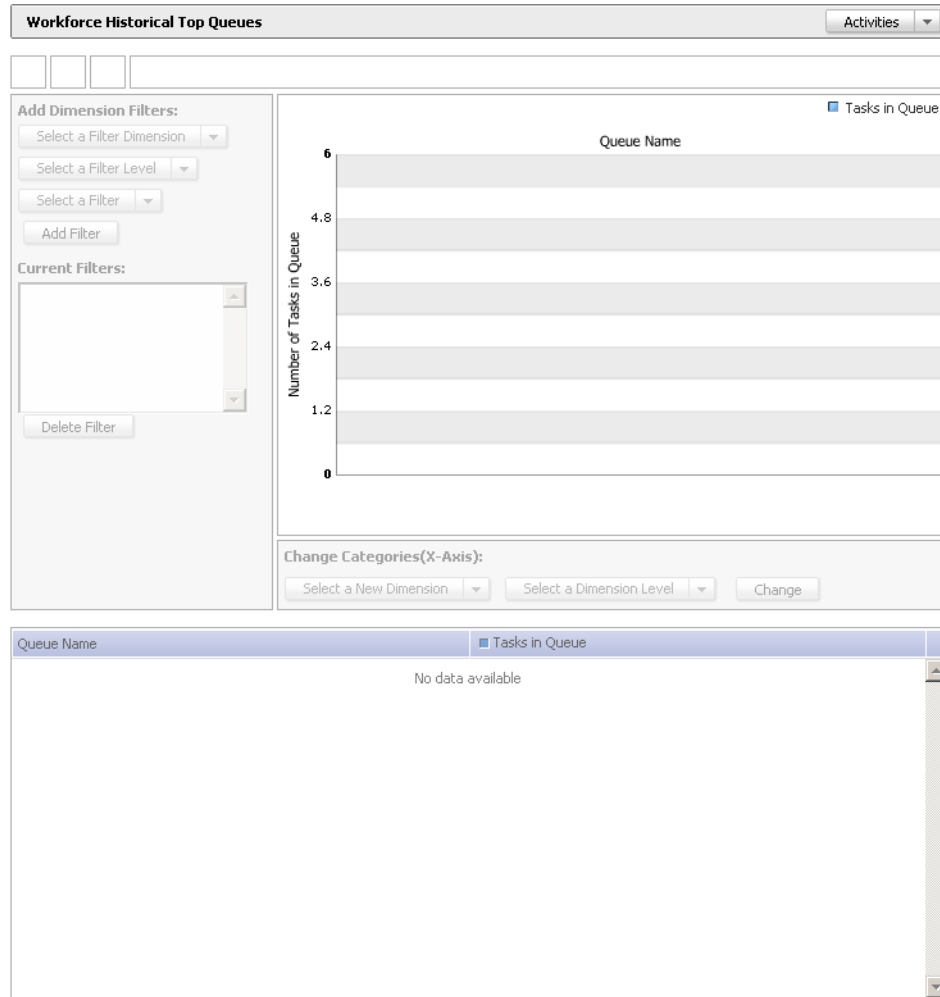 Workforce Historical Top Queues
Activities
Add Dimension Filters:
Select a Filter Dimension
Select a Filter Level
Select a Filter
Add Filter
Current Filters:
Delete Filter
Tasks in Queue
Queue Name
Number of Tasks in Queue
6
4.8
3.6
2.4
1.2
0
Change Categories(X-Axis):
Select a New Dimension
Select a Dimension Level
Change
Queue Name
Tasks in Queue
No data available